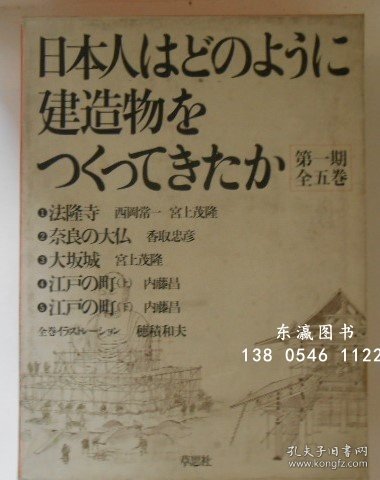 日本人はどのように
建造物を
つくってきたか
第一期
全五巻
❶法隆寺 西岡常一 宮上茂隆
❷奈良の大仏 香取忠彦
❸大坂城 宮上茂隆
❹江戸の町(上) 内藤昌
❺江戸の町(下) 内藤昌
全巻イラストレーション 穂積和夫
东瀛图书
138 0546 1122
草思社
孔夫子旧书网
kongfz.com